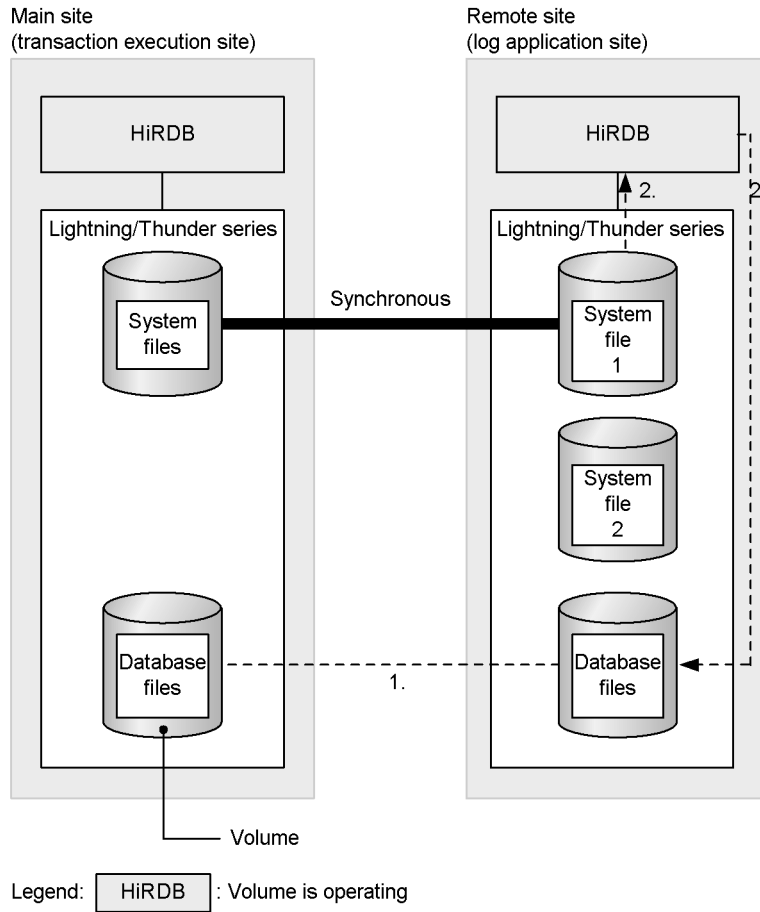 Main site
(transaction execution site)
Remote site
(log application site)
HiRDB
HiRDB
2.
2
Lightning/Thunder series
Lightning/Thunder series
System
files
Synchronous
System
file
1
System
file
2
Database
files
1.
Database
files
Volume
Legend: HiRDB : Volume is operating